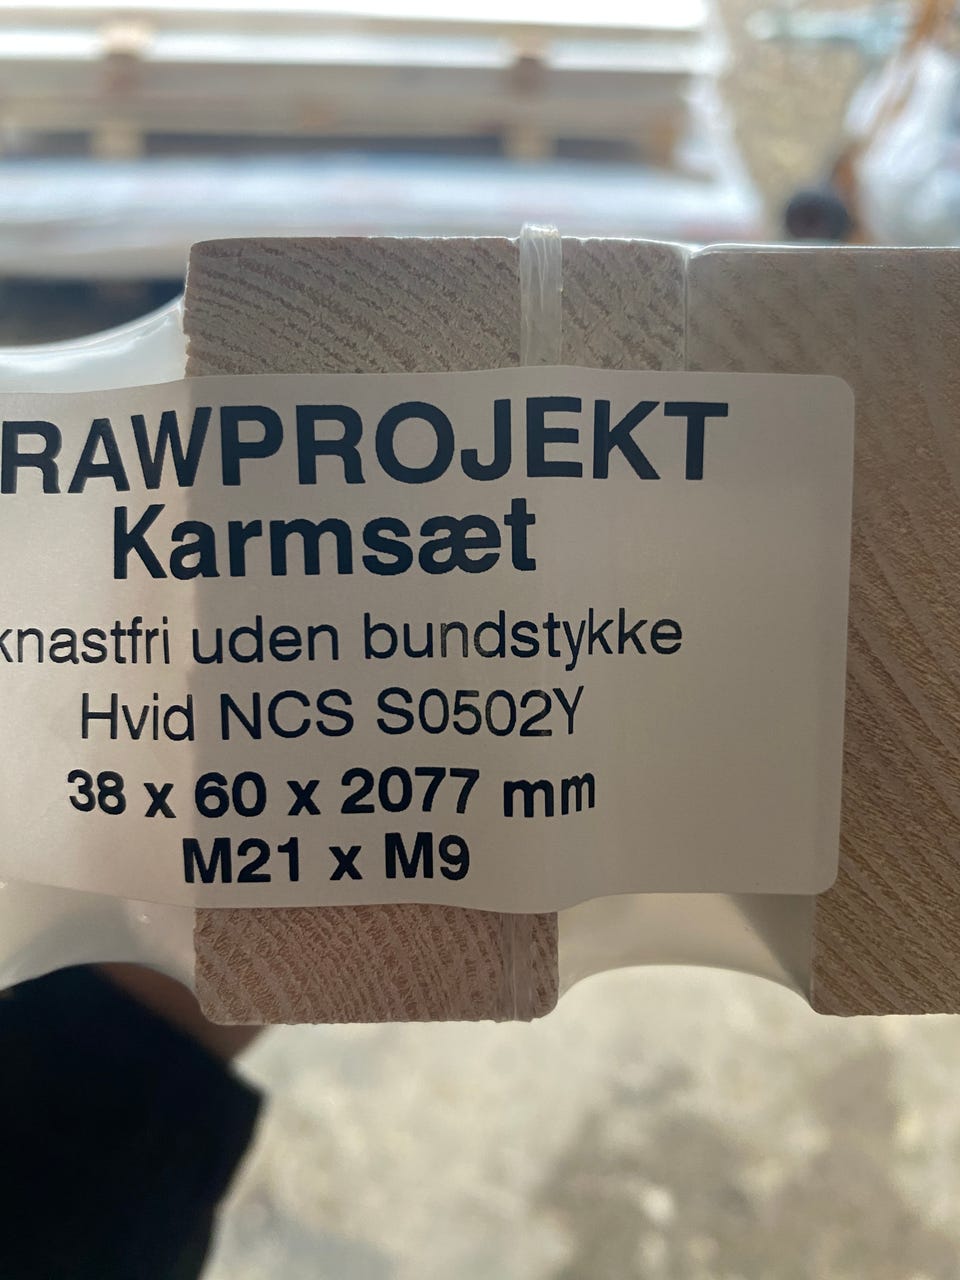 RAWPROJEKT
Karmsæt
knastfri uden bundstykke
Hvid NCS S0502Y
38 x 60 x 2077 mm
M21 x M9